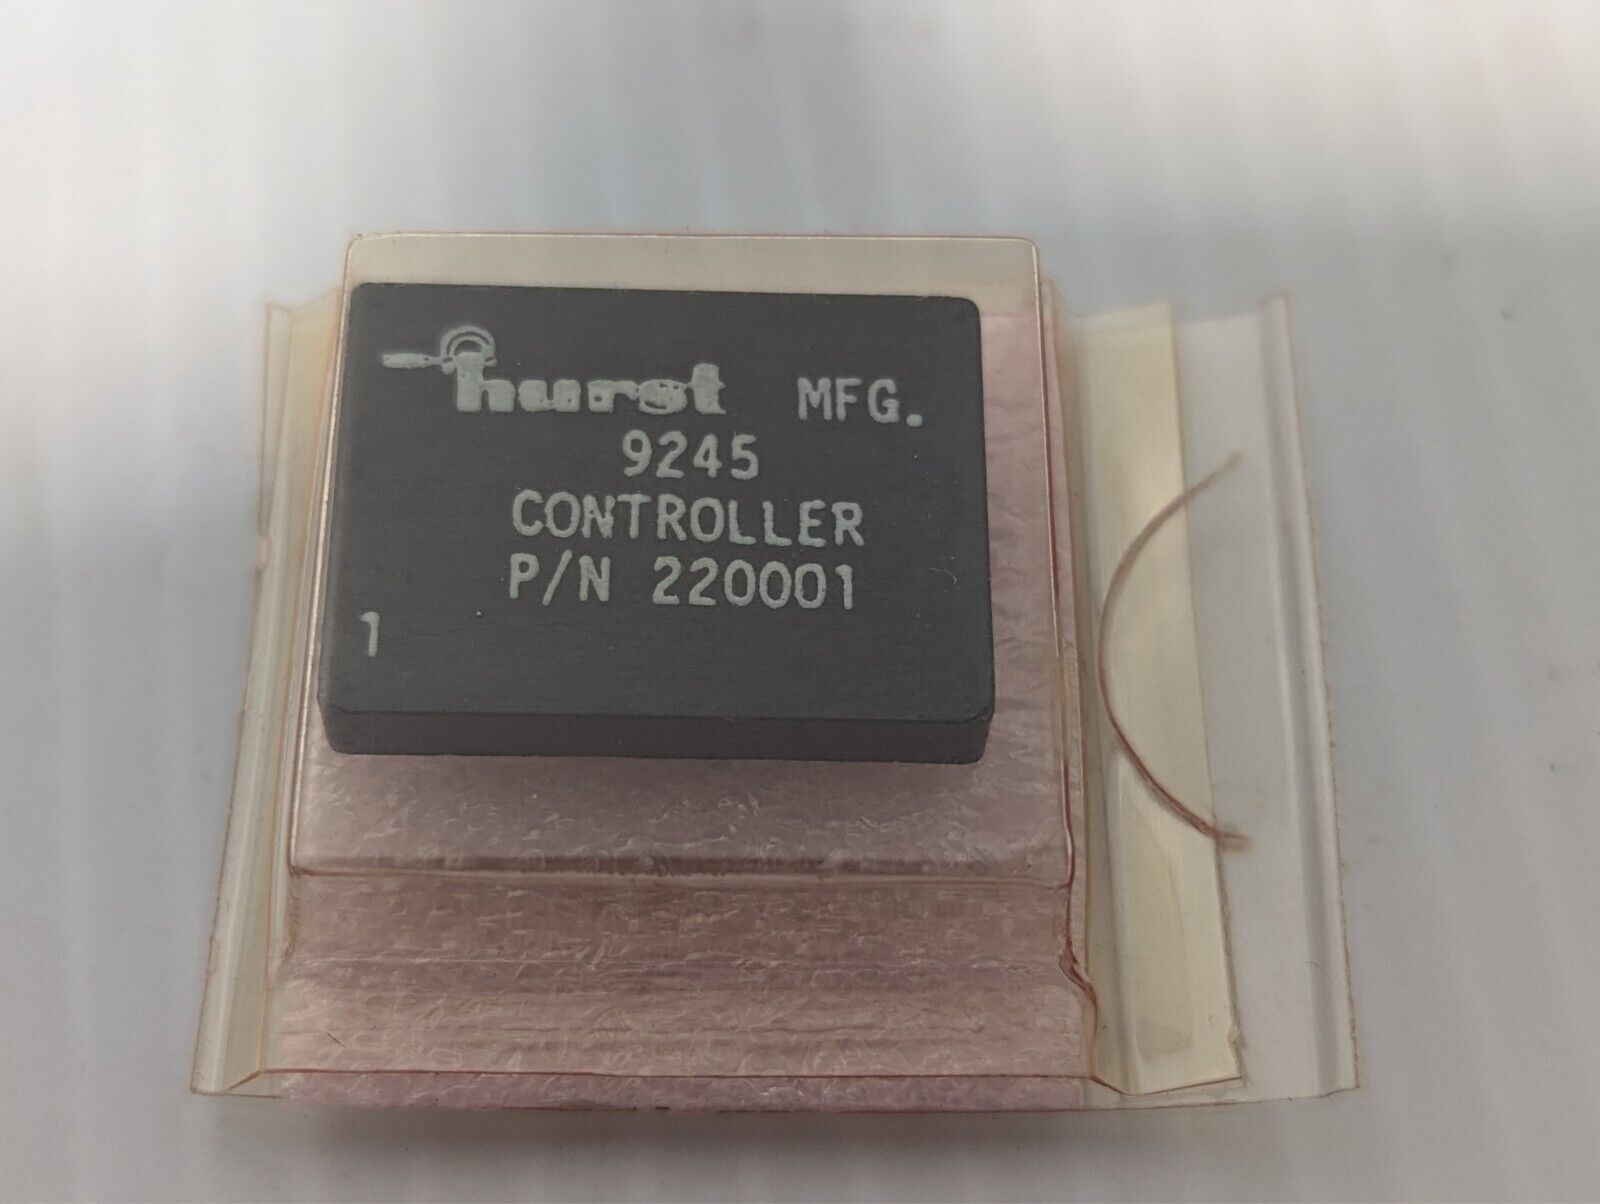 hurst MFG.
9245
CONTROLLER
P/N 220001
1